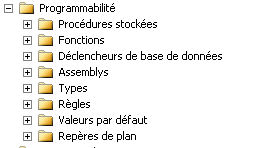 Programmabilité
Procédures stockées
Fonctions
Déclencheurs de base de données
Assemblys
Types
Règles
Valeurs par défaut
Repères de plan